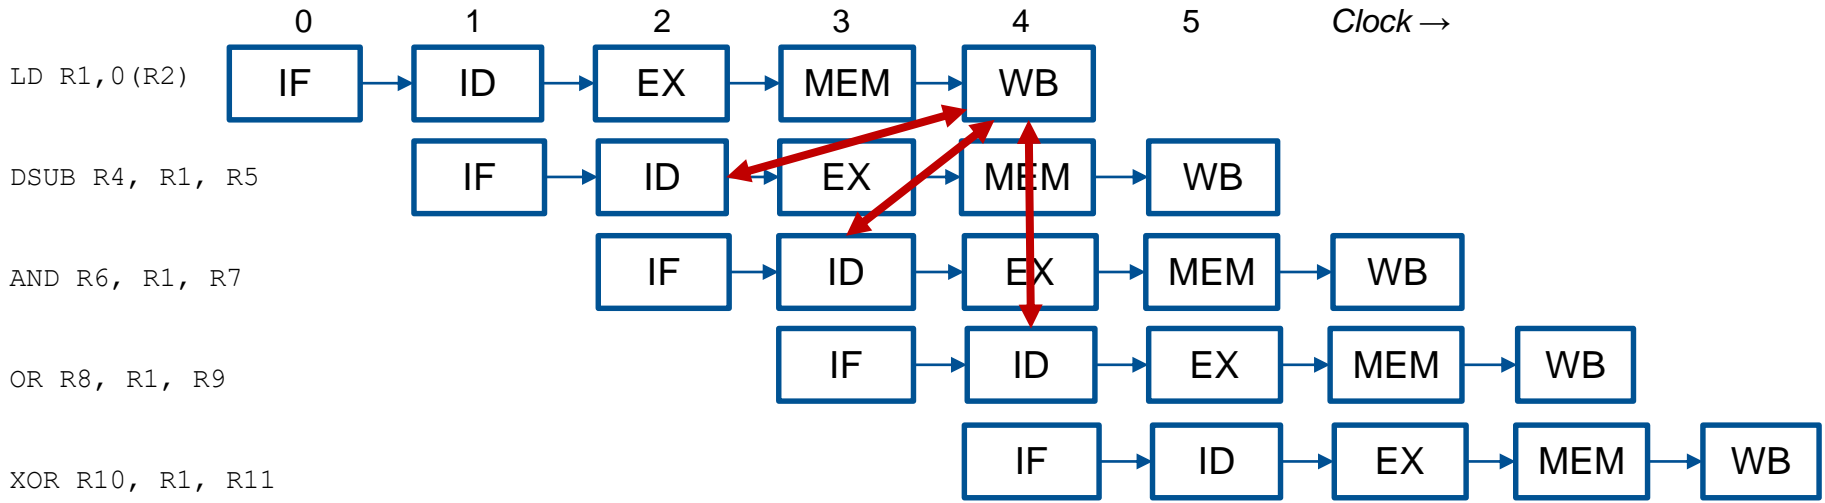 0 1 2 3 4 5 Clock →
LD R1,0(R2) IF ID EX MEM WB
DSUB R4, R1, R5 IF ID EX MEM WB
AND R6, R1, R7 IF ID EX MEM WB
OR R8, R1, R9 IF ID EX MEM WB
XOR R10, R1, R11 IF ID EX MEM WB